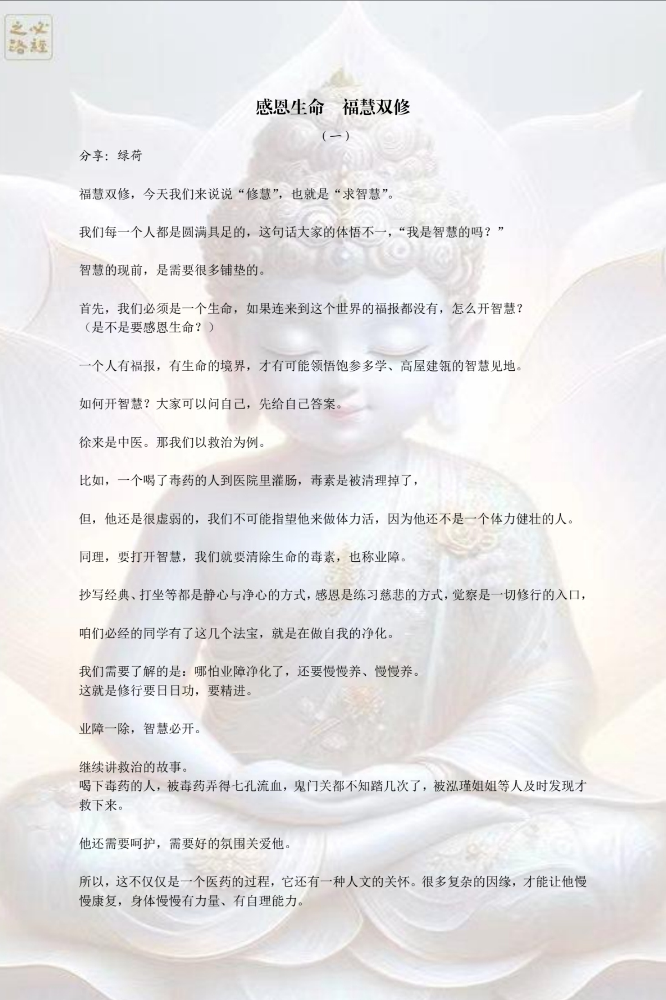 必經
之路
感恩生命　福慧双修
（一）
分享：绿荷
福慧双修，今天我们来说说“修慧”，也就是“求智慧”。
我们每一个人都是圆满具足的，这句话大家的体悟不一，“我是智慧的吗？”
智慧的现前，是需要很多铺垫的。
首先，我们必须是一个生命，如果连来到这个世界的福报都没有，怎么开智慧？
（是不是要感恩生命？）
一个人有福报，有生命的境界，才有可能领悟饱参多学、高屋建瓴的智慧见地。
如何开智慧？大家可以问自己，先给自己答案。
徐来是中医。那我们以救治为例。
比如，一个喝了毒药的人到医院里灌肠，毒素是被清理掉了，
但，他还是很虚弱的，我们不可能指望他来做体力活，因为他还不是一个体力健壮的人。
同理，要打开智慧，我们就要清除生命的毒素，也称业障。
抄写经典、打坐等都是静心与净心的方式，感恩是练习慈悲的方式，觉察是一切修行的入口，
咱们必经的同学有了这几个法宝，就是在做自我的净化。
我们需要了解的是：哪怕业障净化了，还要慢慢养、慢慢养。
这就是修行要日日功，要精进。
业障一除，智慧必开。
继续讲救治的故事。
喝下毒药的人，被毒药弄得七孔流血，鬼门关都不知踏几次了，被泓瑾姐姐等人及时发现才
救下来。
他还需要呵护，需要好的氛围关爱他。
所以，这不仅仅是一个医药的过程，它还有一种人文的关怀。很多复杂的因缘，才能让他慢
慢康复，身体慢慢有力量、有自理能力。